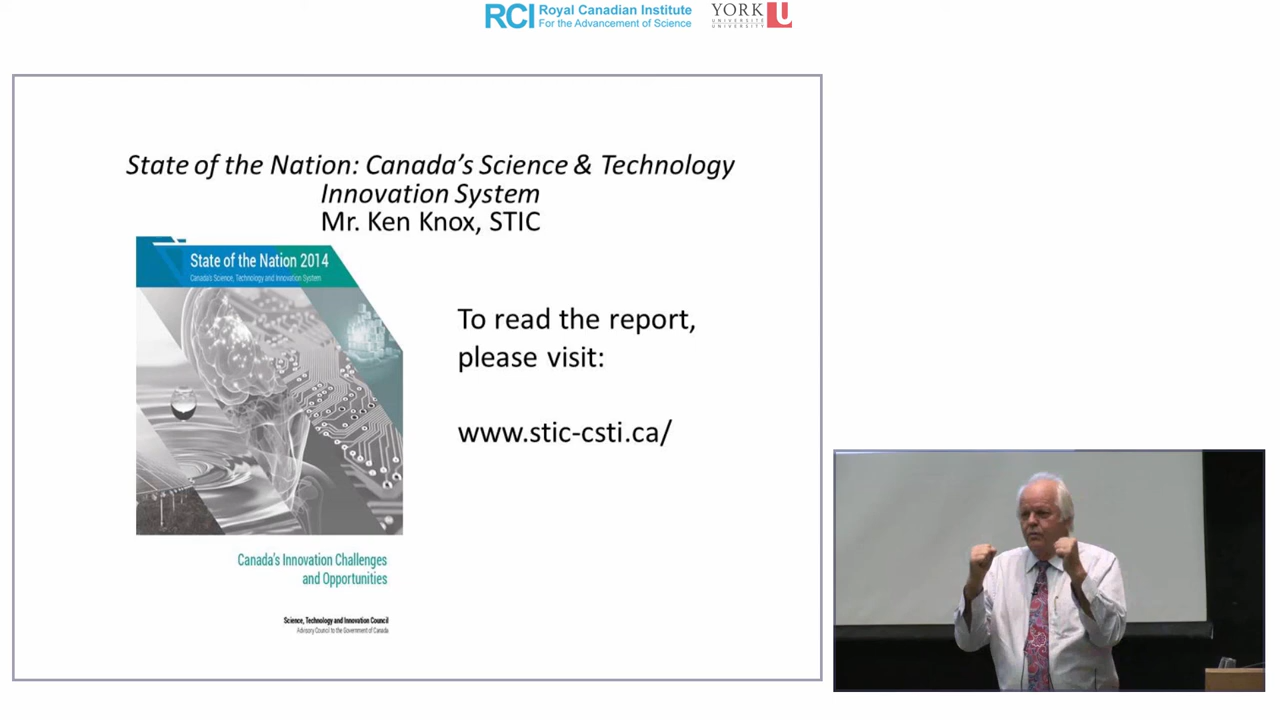 RCI Royal Canadian Institute
For the Advancement of Science
YORK
UNIVERSITÉ
UNIVERSITY
U
State of the Nation: Canada's Science & Technology
Innovation System
Mr. Ken Knox, STIC
State of the Nation 2014
Canada's Science, Technology and Innovation System
To read the report,
please visit:
www.stic-csti.ca/
Canada's Innovation Challenges
and Opportunities
Science, Technology and Innovation Council
Advisory Council to the Government of Canada